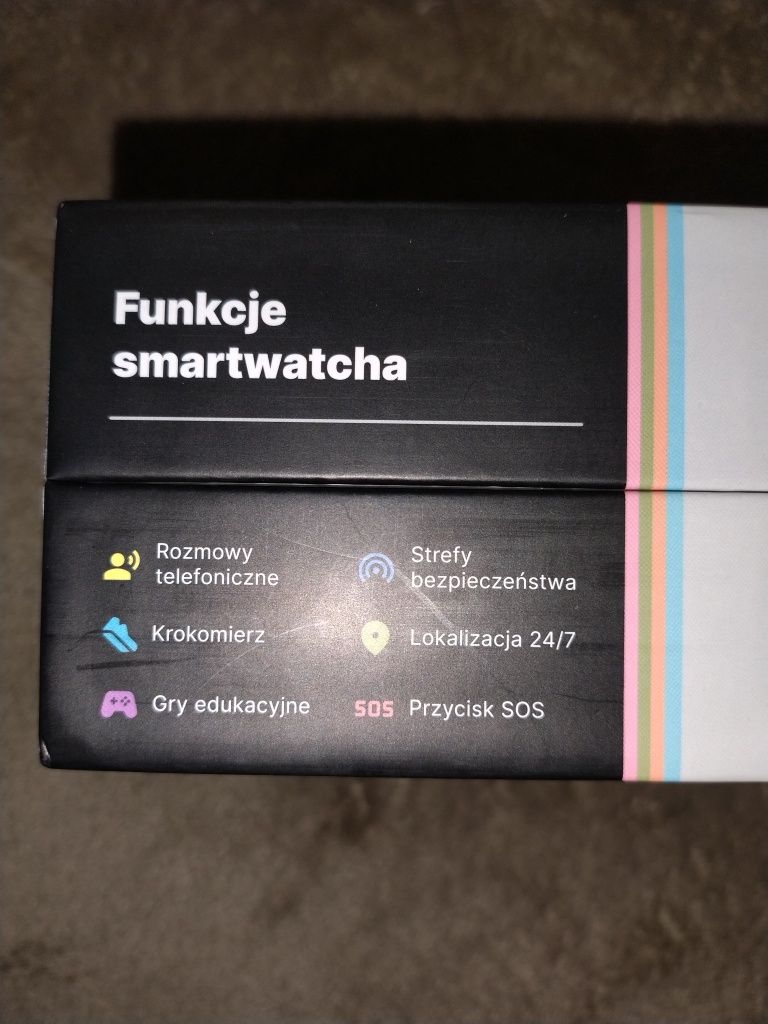 Funkcje
smartwatcha
Rozmowy
telefoniczne
Strefy
bezpieczeństwa
Krokomierz
Lokalizacja 24/7
Gry edukacyjne
SOS Przycisk SOS